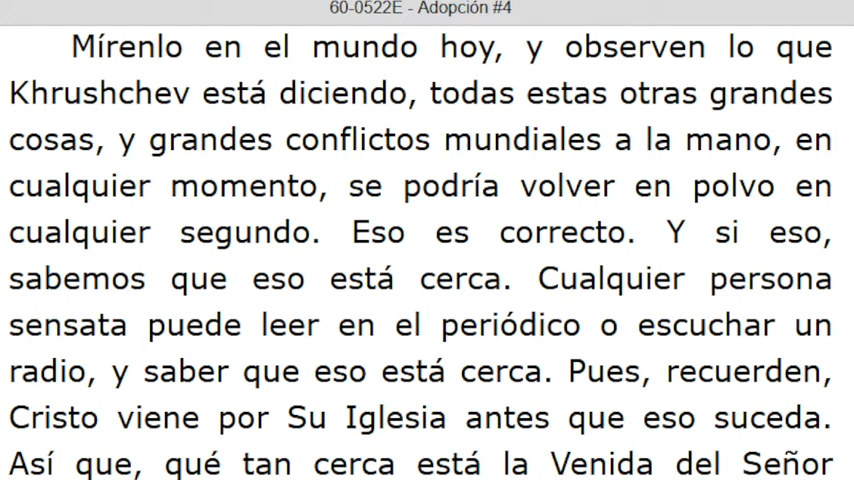 60-0522E - Adopción #4
Mírenlo en el mundo hoy, y observen lo que
Khrushchev está diciendo, todas estas otras grandes
cosas, y grandes conflictos mundiales a la mano, en
cualquier momento, se podría volver en polvo en
cualquier segundo. Eso es correcto. Y si eso,
sabemos que eso está cerca. Cualquier persona
sensata puede leer en el periódico o escuchar un
radio, y saber que eso está cerca. Pues, recuerden,
Cristo viene por Su Iglesia antes que eso suceda.
Así que, qué tan cerca está la Venida del Señor